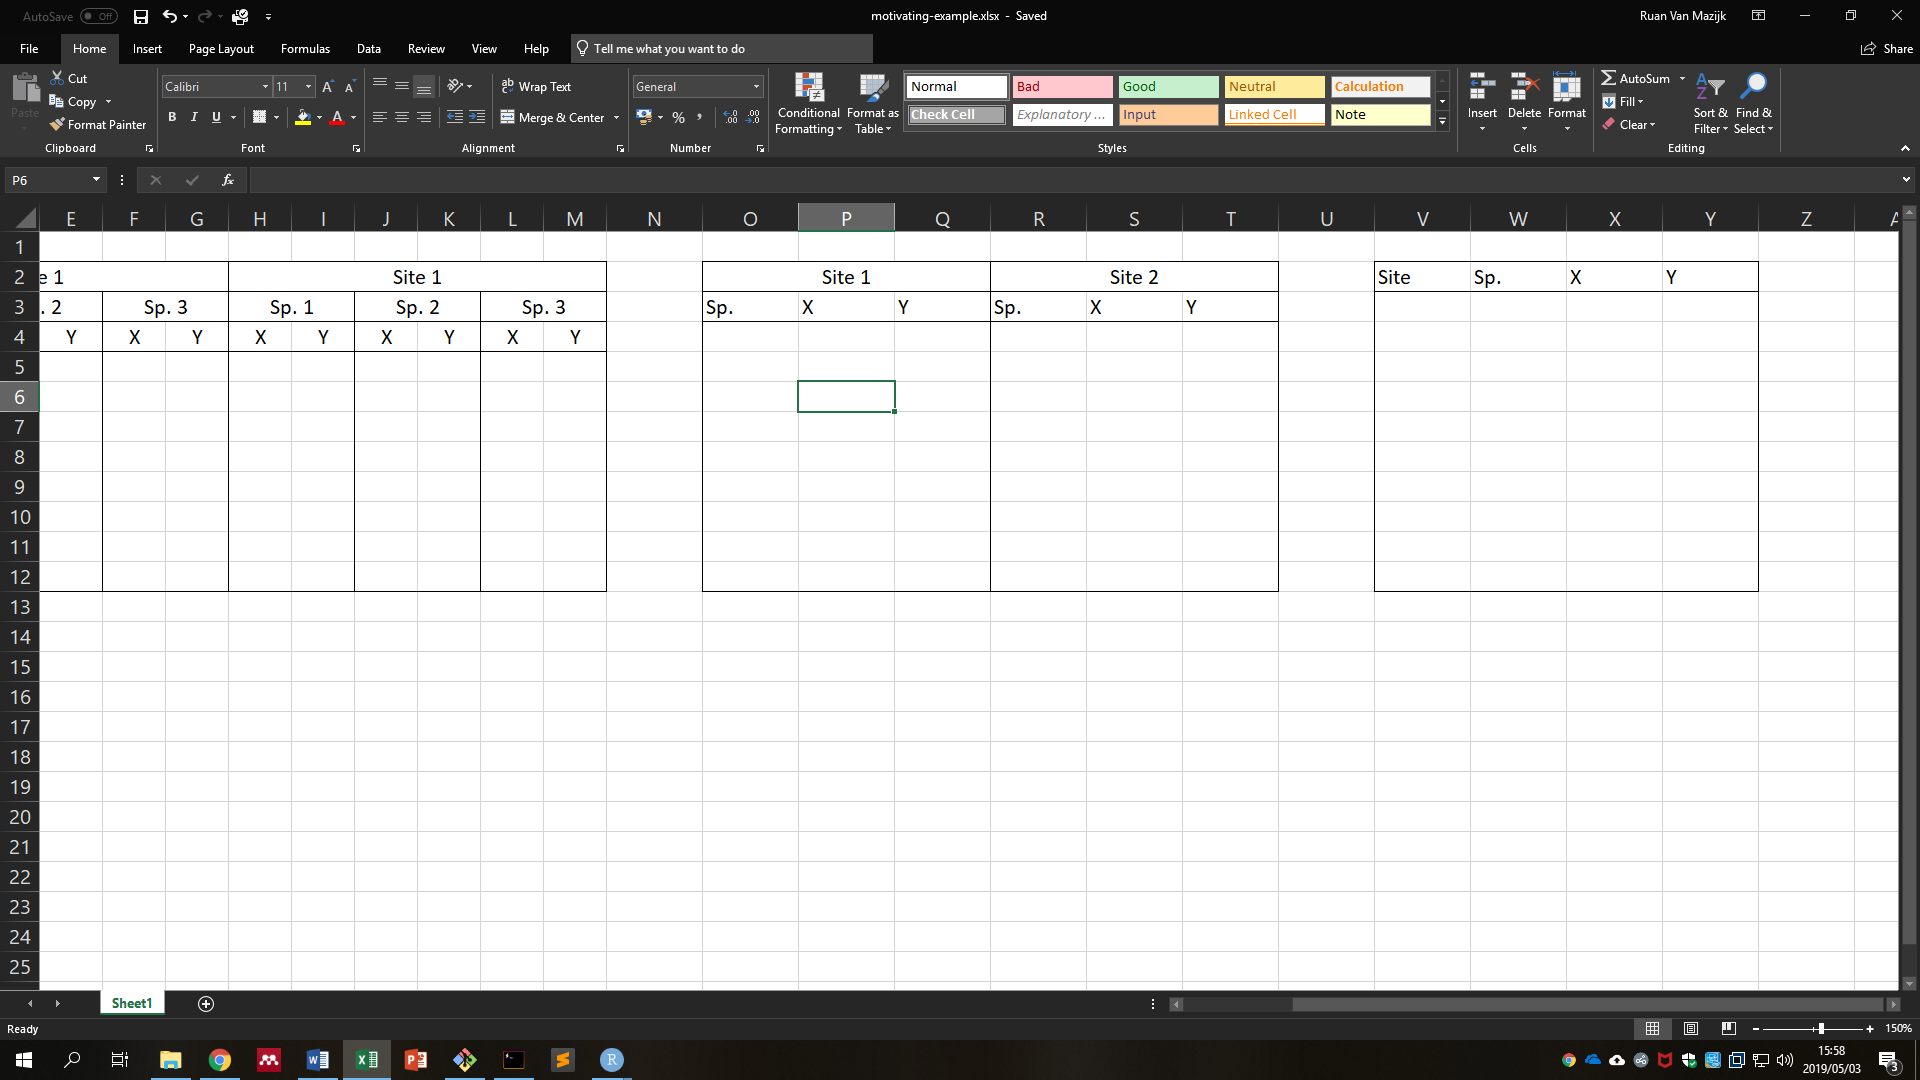 AutoSave Off motivating-example.xlsx - Saved Ruan Van Mazijk
File Home Insert Page Layout Formulas Data Review View Help Tell me what you want to do Share
Paste Cut Copy Format Painter Clipboard
Calibri 11 A A B I U A Font
ab Wrap Text Merge & Center Alignment
General % , .00 .00 Number
Conditional Formatting Format as Table
Normal Bad Good Neutral Calculation
Check Cell Explanatory ... Input Linked Cell Note
Styles
Insert Delete Format Cells
AutoSum Fill Clear Sort & Filter Find & Select Editing
P6 fx
E F G H I J K L M N O P Q R S T U V W X Y Z A
1
2 e 1 Site 1 Site 1 Site 2 Site Sp. X Y
3 . 2 Sp. 3 Sp. 1 Sp. 2 Sp. 3 Sp. X Y Sp. X Y
4 Y X Y X Y X Y X Y
5
6
7
8
9
10
11
12
13
14
15
16
17
18
19
20
21
22
23
24
25
Sheet1
Ready 150%
15:58
2019/05/03
3